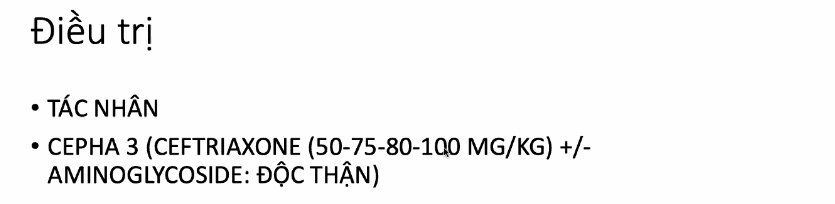 Điều trị
• TÁC NHÂN
• CEPHA 3 (CEFTRIAXONE (50-75-80-100 MG/KG) +/-
AMINOGLYCOSIDE: ĐỘC THẬN)